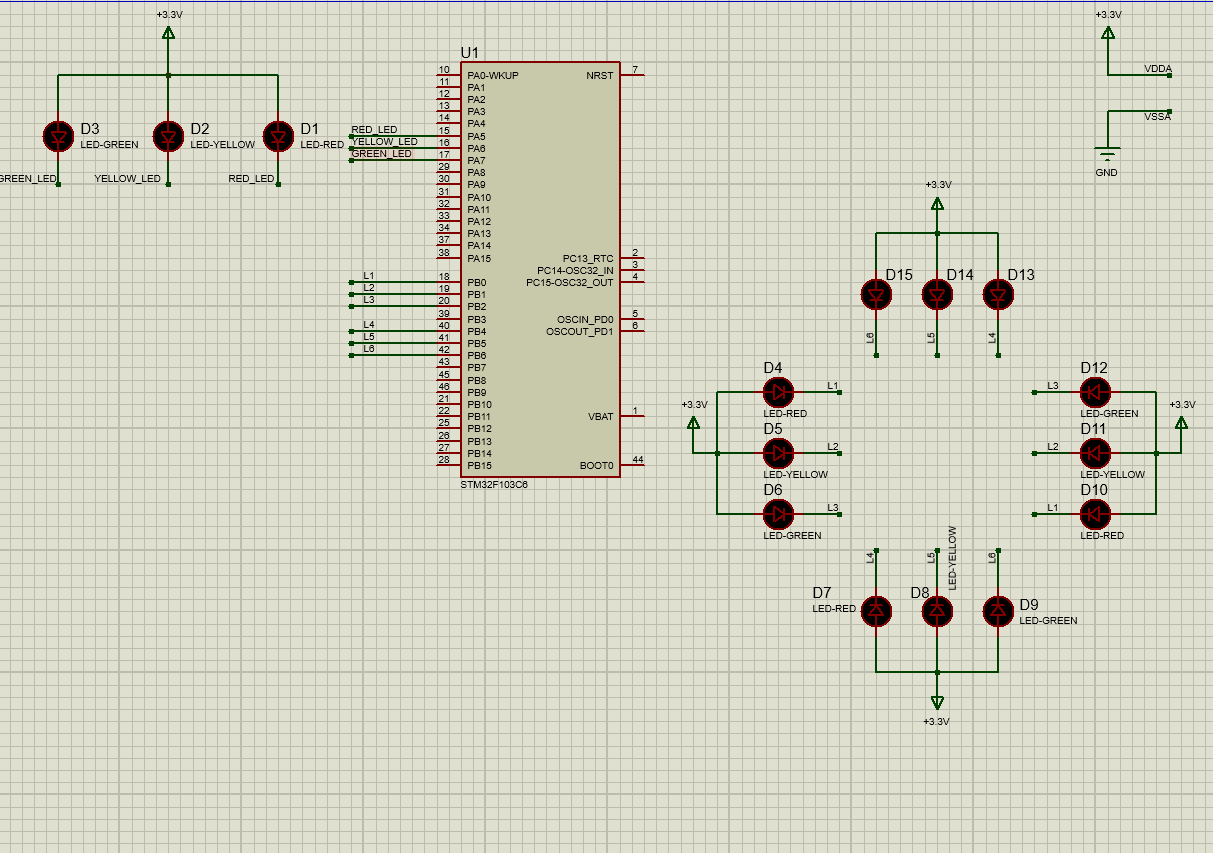 +3.3V
D3
LED-GREEN
D2
LED-YELLOW
D1
LED-RED
GREEN_LED
YELLOW_LED
RED_LED
U1
10 PA0-WKUP NRST 7
11 PA1
12 PA2
13 PA3
14 PA4
RED_LED 15 PA5
YELLOW_LED 16 PA6
GREEN_LED 17 PA7
29 PA8
30 PA9
31 PA10
32 PA11
33 PA12
34 PA13
37 PA14
38 PA15 PC13_RTC 2
PC14-OSC32_IN 3
L1 18 PB0 PC15-OSC32_OUT 4
L2 19 PB1
L3 20 PB2
39 PB3 OSCIN_PD0 5
L4 40 PB4 OSCOUT_PD1 6
L5 41 PB5
L6 42 PB6
43 PB7
45 PB8
46 PB9
21 PB10
22 PB11 VBAT 1
25 PB12
26 PB13
27 PB14
28 PB15 BOOT0 44
STM32F103C6
+3.3V
VDDA
VSSA
GND
+3.3V
D15 D14 D13
L6 L5 L4
D4
L1
LED-RED
+3.3V
D5
L2
LED-YELLOW
D6
L3
LED-GREEN
D12
L3
LED-GREEN
+3.3V
D11
L2
LED-YELLOW
D10
L1
LED-RED
L4 L5 LED-YELLOW L6
D7
LED-RED
D8
D9
LED-GREEN
+3.3V